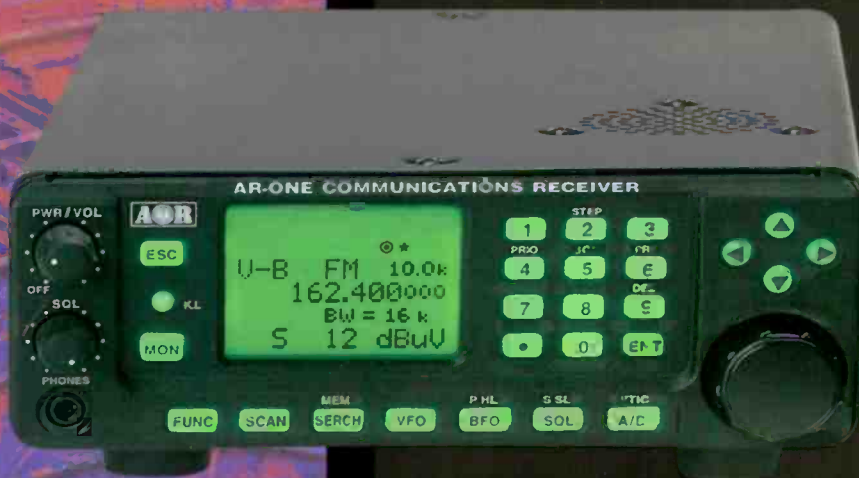 AR-ONE COMMUNICATIONS RECEIVER
PWR/VOL
AOR
ESC
OFF
SQL
MON
PHONES
V-B FM 10.0k
162.400000
BW = 16 k
S 12 dBuV
STEP
1 2 3
PRIO
4 5 6
7 8
. 0 ENT
MEM
FUNC SCAN SERCH VFO BFO SQL